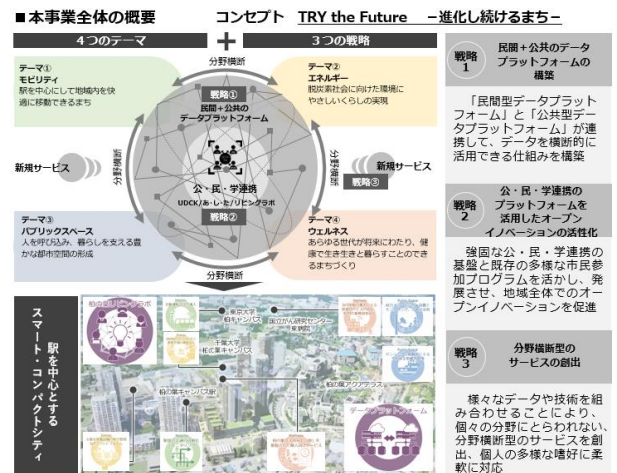 ■本事業全体の概要
コンセプト TRY the Future －進化し続けるまち－
4つのテーマ
＋
3つの戦略
分野横断
テーマ①
モビリティ
駅を中心にして地域内を快
適に移動できるまち
テーマ②
エネルギー
脱炭素社会に向けた環境に
やさしいくらしの実現
戦略①
民間＋公共の
データプラットフォーム
新規サービス
分野横断
分野横断
新規サービス
戦略③
公・民・学連携
UDCK/あ・し・た/リビングラボ
戦略②
テーマ③
パブリックスペース
人を呼び込み、暮らしを支える豊
かな都市空間の形成
テーマ④
ウェルネス
あらゆる世代が将来にわたり、健
康で生き生きと暮らすことのでき
るまちづくり
分野横断
駅を中心とする
スマート・コンパクトシティ
柏の葉リビングラボ
東京大学
柏キャンパス
国立がん研究センター
東病院
千葉大学
柏の葉キャンパス
柏の葉キャンパス駅
柏の葉アクアテラス
データプラットフォーム
戦略
1
民間＋公共のデータ
プラットフォームの
構築
「民間型データプラット
フォーム」と「公共型デー
タプラットフォーム」が連
携して、データを横断的に
活用できる仕組みを構築
戦略
2
公・民・学連携の
プラットフォームを
活用したオープン
イノベーションの活性化
強固な公・民・学連携の
基盤と既存の多様な市民参
加プログラムを活かし、発
展させ、地域全体でのオー
プンイノベーションを促進
戦略
3
分野横断型の
サービスの創出
様々なデータや技術を組
み合わせることにより、
個々の分野にとらわれない、
分野横断型のサービスを創
出、個人の多様な嗜好に柔
軟に対応